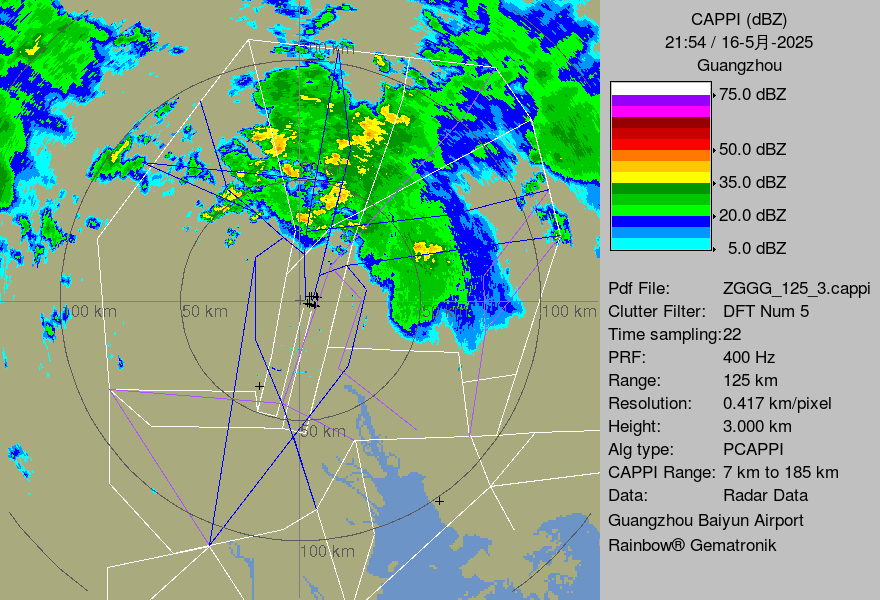 CAPPI (dBZ)
21:54 / 16-5月-2025
Guangzhou
75.0 dBZ
50.0 dBZ
35.0 dBZ
20.0 dBZ
5.0 dBZ
Pdf File: ZGGG_125_3.cappi
Clutter Filter: DFT Num 5
Time sampling:22
PRF: 400 Hz
Range: 125 km
Resolution: 0.417 km/pixel
Height: 3.000 km
Alg type: PCAPPI
CAPPI Range: 7 km to 185 km
Data: Radar Data
Guangzhou Baiyun Airport
Rainbow® Gematronik
100 km
100 km
50 km
50 km
100 km
50 km
100 km